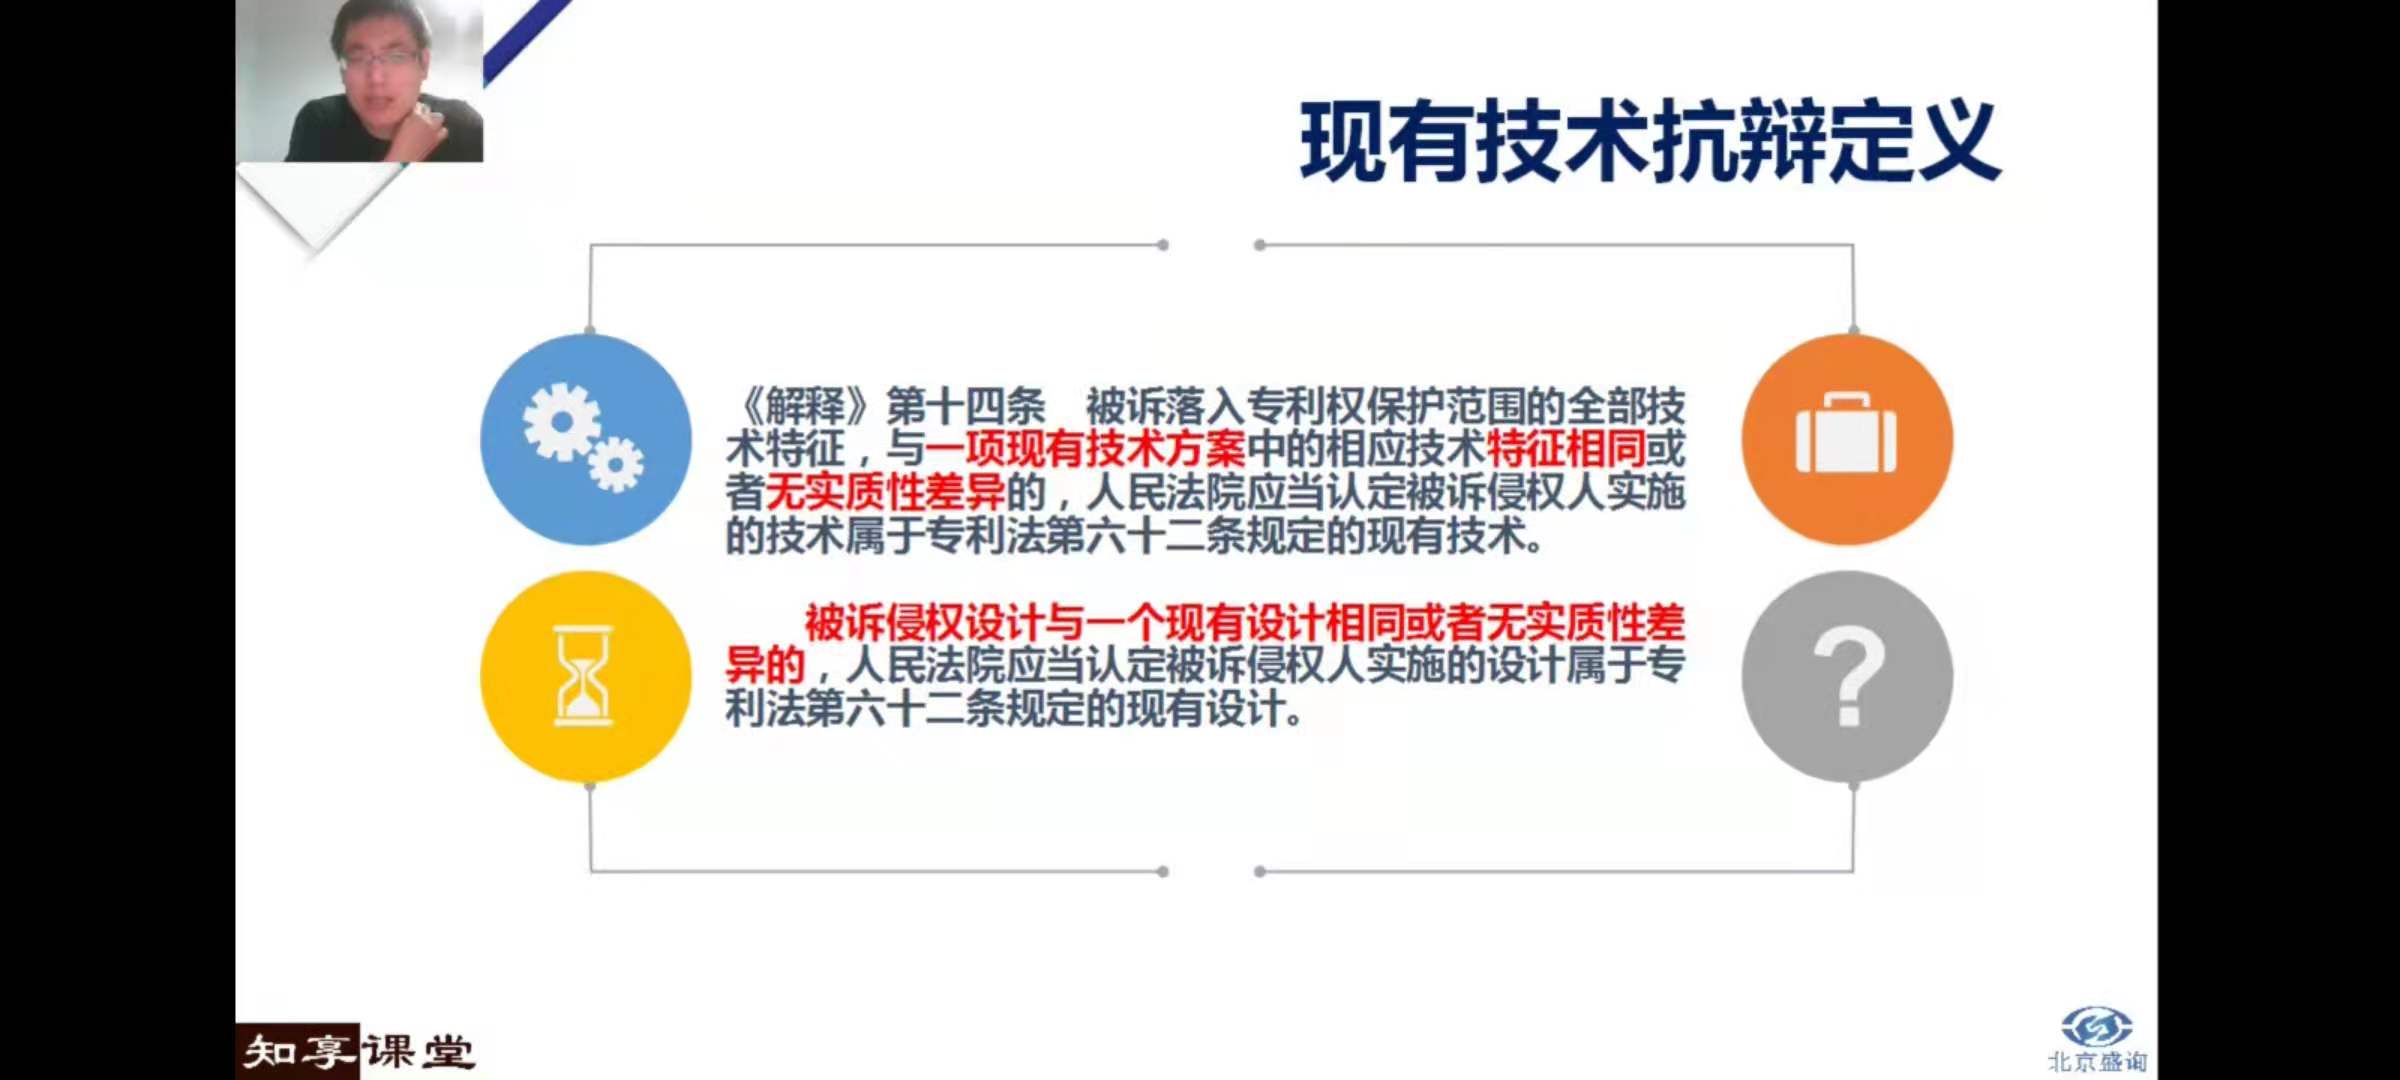 现有技术抗辩定义
《解释》第十四条 被诉落入专利权保护范围的全部技
术特征，与一项现有技术方案中的相应技术特征相同或
者无实质性差异的，人民法院应当认定被诉侵权人实施
的技术属于专利法第六十二条规定的现有技术。
被诉侵权设计与一个现有设计相同或者无实质性差
异的，人民法院应当认定被诉侵权人实施的设计属于专
利法第六十二条规定的现有设计。
?
知享课堂
北京盛询